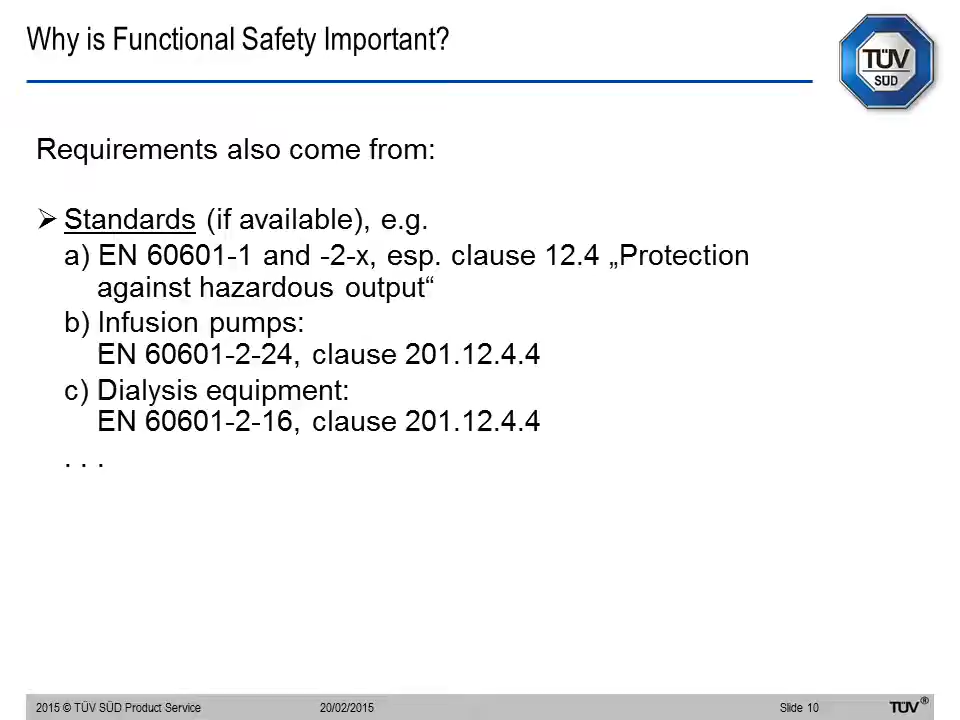 Why is Functional Safety Important?
TÜV
SÜD
Requirements also come from:
➢ Standards (if available), e.g.
a) EN 60601-1 and -2-x, esp. clause 12.4 „Protection
against hazardous output“
b) Infusion pumps:
EN 60601-2-24, clause 201.12.4.4
c) Dialysis equipment:
EN 60601-2-16, clause 201.12.4.4
. . .
2015 © TÜV SÜD Product Service 20/02/2015 Slide 10 TÜV®